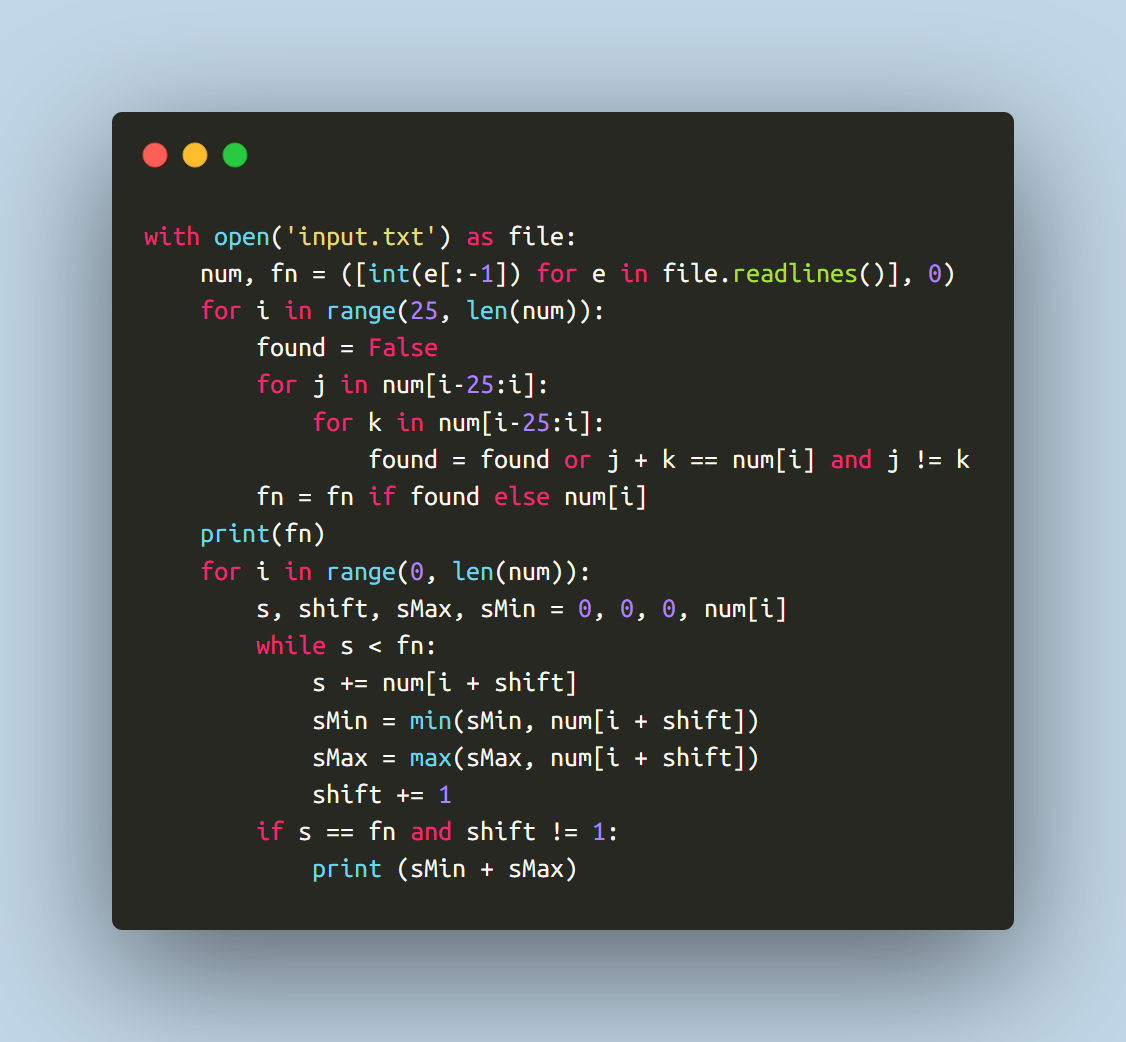 with open('input.txt') as file:
    num, fn = ([int(e[:-1]) for e in file.readlines()], 0)
    for i in range(25, len(num)):
        found = False
        for j in num[i-25:i]:
            for k in num[i-25:i]:
                found = found or j + k == num[i] and j != k
        fn = fn if found else num[i]
    print(fn)
    for i in range(0, len(num)):
        s, shift, sMax, sMin = 0, 0, 0, num[i]
        while s < fn:
            s += num[i + shift]
            sMin = min(sMin, num[i + shift])
            sMax = max(sMax, num[i + shift])
            shift += 1
        if s == fn and shift != 1:
            print (sMin + sMax)